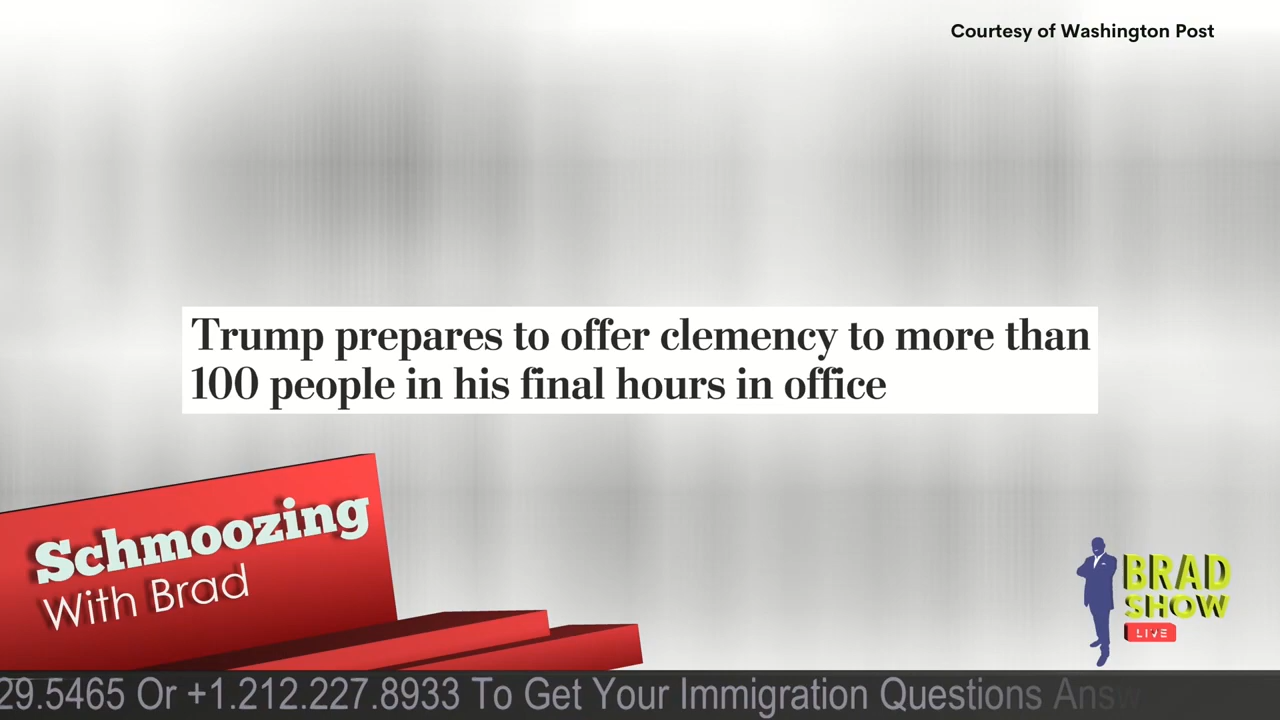 Courtesy of Washington Post
Trump prepares to offer clemency to more than
100 people in his final hours in office
Schmoozing
With Brad
BRAD
SHOW
LIVE
29.5465 Or +1.212.227.8933 To Get Your Immigration Questions Answ